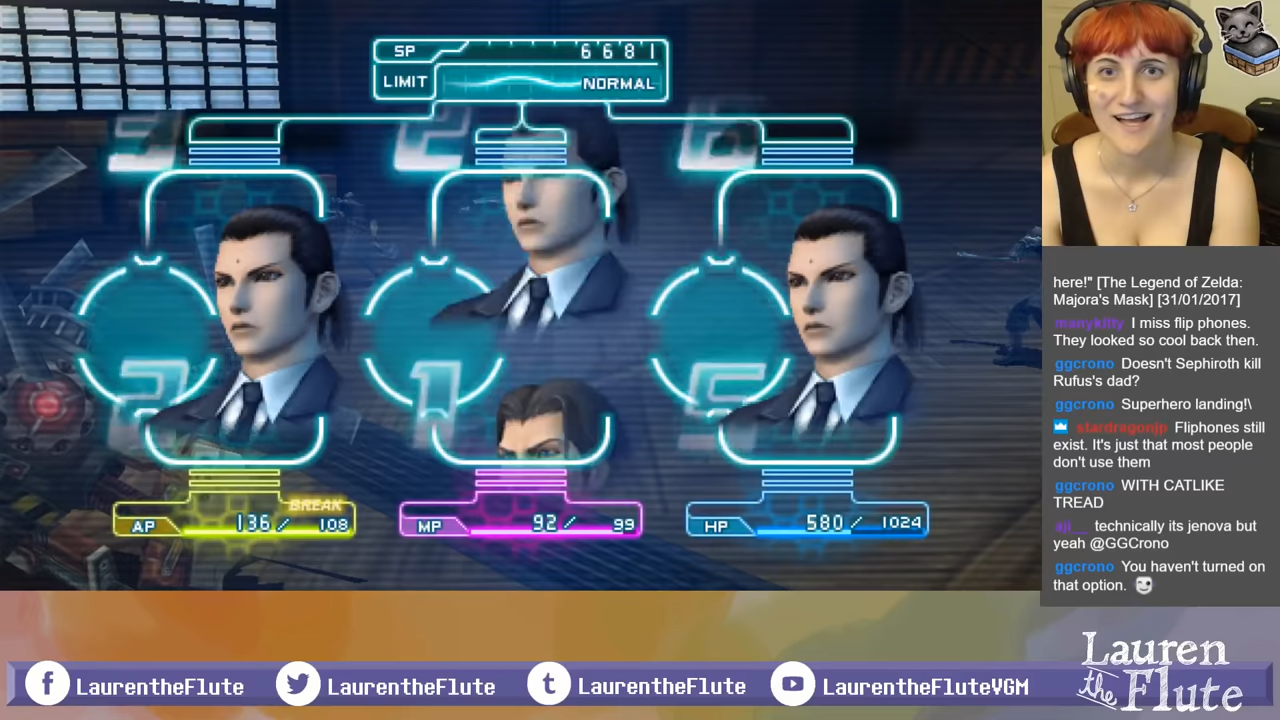 SP 6681
LIMIT NORMAL
2
1
5
BREAK
AP 136 / 108
MP 92 / 99
HP 580 / 1024
here!" [The Legend of Zelda:
Majora's Mask] [31/01/2017]
manykitty I miss flip phones.
They looked so cool back then.
ggcrono Doesn't Sephiroth kill
Rufus's dad?
ggcrono Superhero landing!\
stardragonjp Fliphones still
exist. It's just that most people
don't use them
ggcrono WITH CATLIKE
TREAD
technically its jenova but
yeah @GGCrono
ggcrono You haven't turned on
that option.
LaurentheFlute
LaurentheFlute
LaurentheFlute
LaurentheFluteVGM
Lauren
the Flute